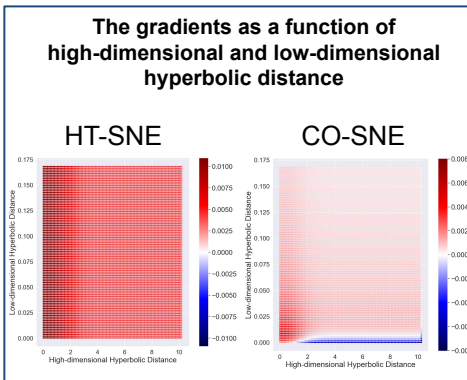 The gradients as a function of
high-dimensional and low-dimensional
hyperbolic distance
HT-SNE
CO-SNE
Low-dimensional Hyperbolic Distance
0.175
0.150
0.125
0.100
0.075
0.050
0.025
0.000
0 2 4 6 8 10
High-dimensional Hyperbolic Distance
0.0100
0.0075
0.0050
0.0025
0.0000
−0.0025
−0.0050
−0.0075
−0.0100
Low-dimensional Hyperbolic Distance
0.175
0.150
0.125
0.100
0.075
0.050
0.025
0.000
0 2 4 6 8 10
High-dimensional Hyperbolic Distance